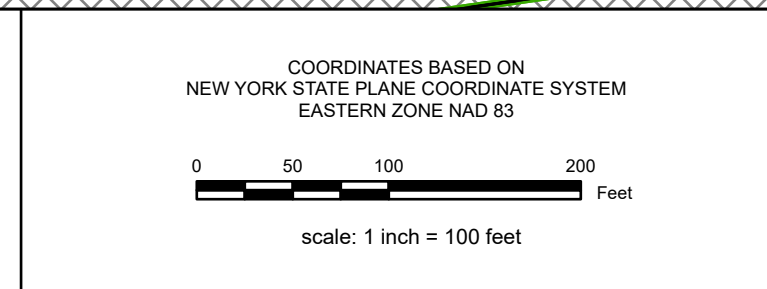 COORDINATES BASED ON
NEW YORK STATE PLANE COORDINATE SYSTEM
EASTERN ZONE NAD 83
0 50 100 200
Feet
scale: 1 inch = 100 feet